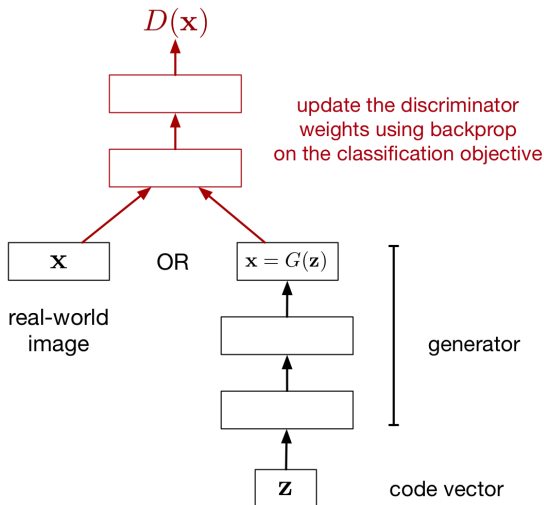 D(x)
update the discriminator
weights using backprop
on the classification objective
x OR x = G(z)
real-world
image
generator
z
code vector